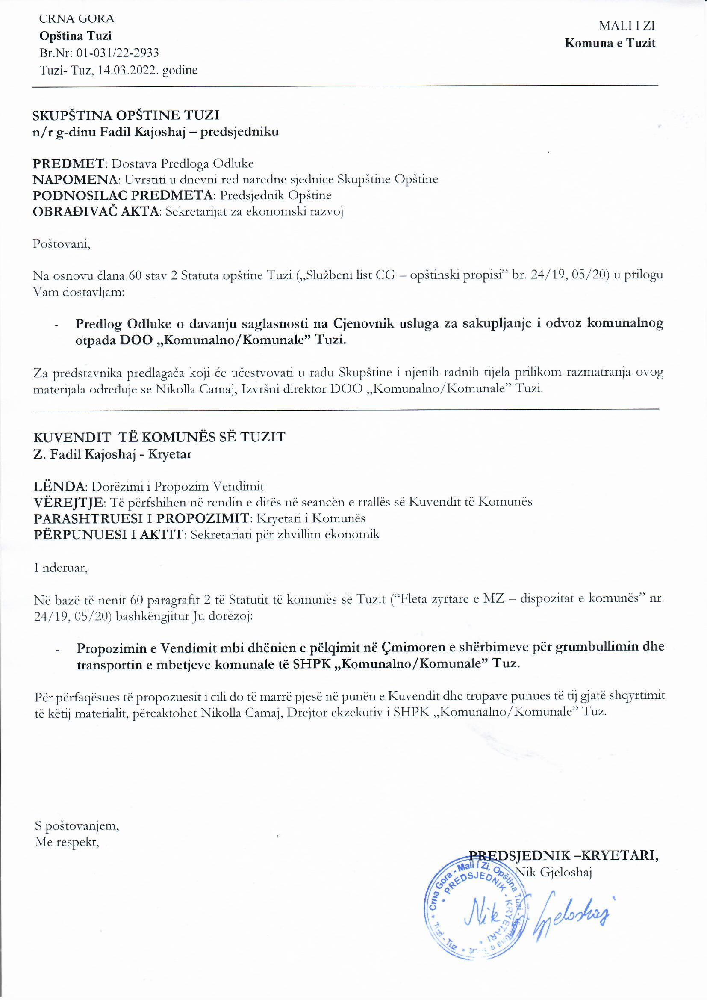 CRNA GORA
Opština Tuzi
Br.Nr: 01-031/22-2933
Tuzi- Tuz, 14.03.2022. godine
MALI I ZI
Komuna e Tuzit
SKUPŠTINA OPŠTINE TUZI
n/r g-dinu Fadil Kajoshaj – predsjedniku
PREDMET: Dostava Predloga Odluke
NAPOMENA: Uvrstiti u dnevni red naredne sjednice Skupštine Opštine
PODNOSILAC PREDMETA: Predsjednik Opštine
OBRAĐIVAČ AKTA: Sekretarijat za ekonomski razvoj
Poštovani,
Na osnovu člana 60 stav 2 Statuta opštine Tuzi („Službeni list CG – opštinski propisi” br. 24/19, 05/20) u prilogu
Vam dostavljam:
- Predlog Odluke o davanju saglasnosti na Cjenovnik usluga za sakupljanje i odvoz komunalnog
otpada DOO „Komunalno/Komunale” Tuzi.
Za predstavnika predlagača koji će učestvovati u radu Skupštine i njenih radnih tijela prilikom razmatranja ovog
materijala određuje se Nikolla Camaj, Izvršni direktor DOO „Komunalno/Komunale” Tuzi.
KUVENDIT TË KOMUNËS SË TUZIT
Z. Fadil Kajoshaj - Kryetar
LËNDA: Dorëzimi i Propozim Vendimit
VËREJTJE: Të përfshihen në rendin e ditës në seancën e rrallës së Kuvendit të Komunës
PARASHTRUESI I PROPOZIMIT: Kryetari i Komunës
PËRPUNUESI I AKTIT: Sekretariati për zhvillim ekonomik
I nderuar,
Në bazë të nenit 60 paragrafit 2 të Statutit të komunës së Tuzit (“Fleta zyrtare e MZ – dispozitat e komunës” nr.
24/19, 05/20) bashkëngjitur Ju dorëzoj:
- Propozimin e Vendimit mbi dhënien e pëlqimit në Çmimoren e shërbimeve për grumbullimin dhe
transportin e mbetjeve komunale të SHPK „Komunalno/Komunale” Tuz.
Për përfaqësues të propozuesit i cili do të marrë pjesë në punën e Kuvendit dhe trupave punues të tij gjatë shqyrtimit
të këtij materialit, përcaktohet Nikolla Camaj, Drejtor ekzekutiv i SHPK „Komunalno/Komunale” Tuz.
S poštovanjem,
Me respekt,
PREDSJEDNIK –KRYETARI,
Nik Gjeloshaj
* Crna Gora - Mali i Zi, Opština Tuzi - Komuna e * Tuzi - Tuz *
* PREDSJEDNIK - KRYETARI *
Nik Gjeloshaj